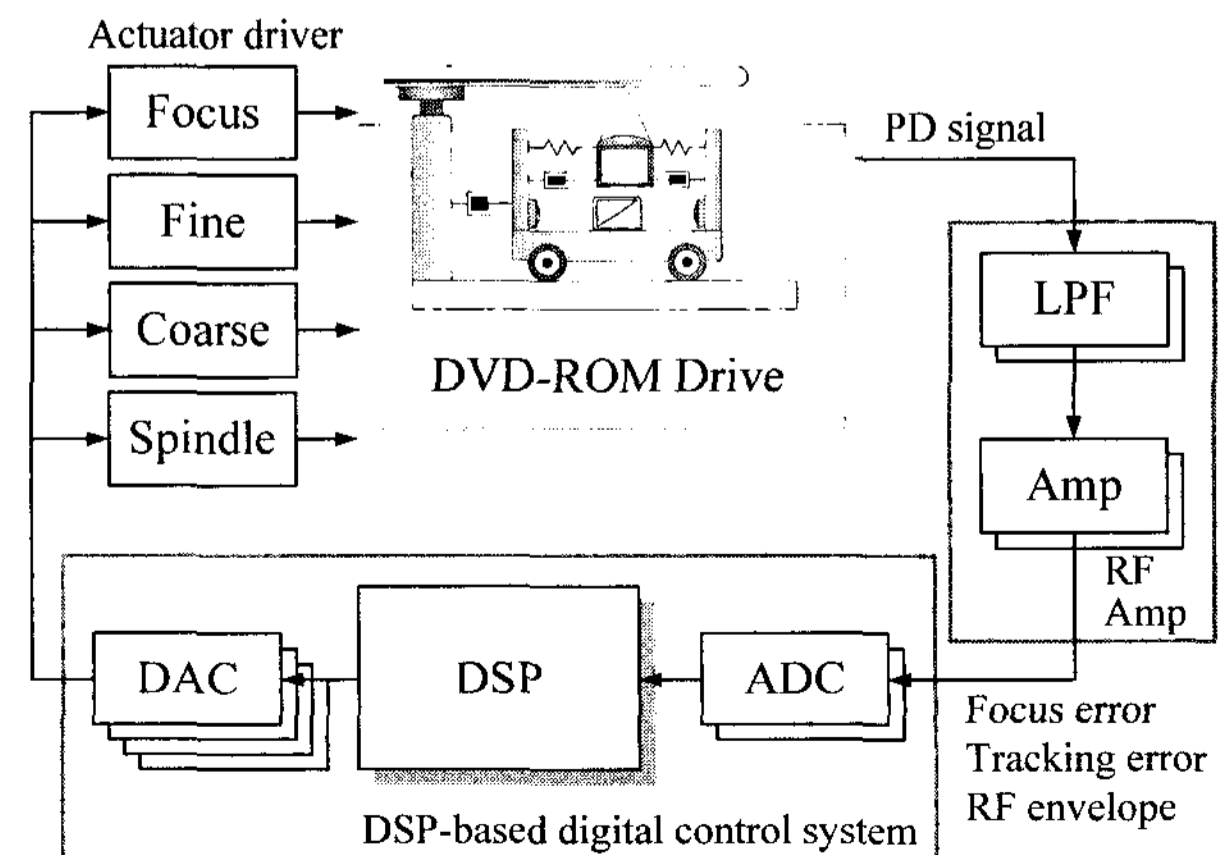 Actuator driver
Focus
Fine
Coarse
Spindle
DVD-ROM Drive
PD signal
LPF
Amp
RF
Amp
DAC
DSP
ADC
Focus error
Tracking error
RF envelope
DSP-based digital control system